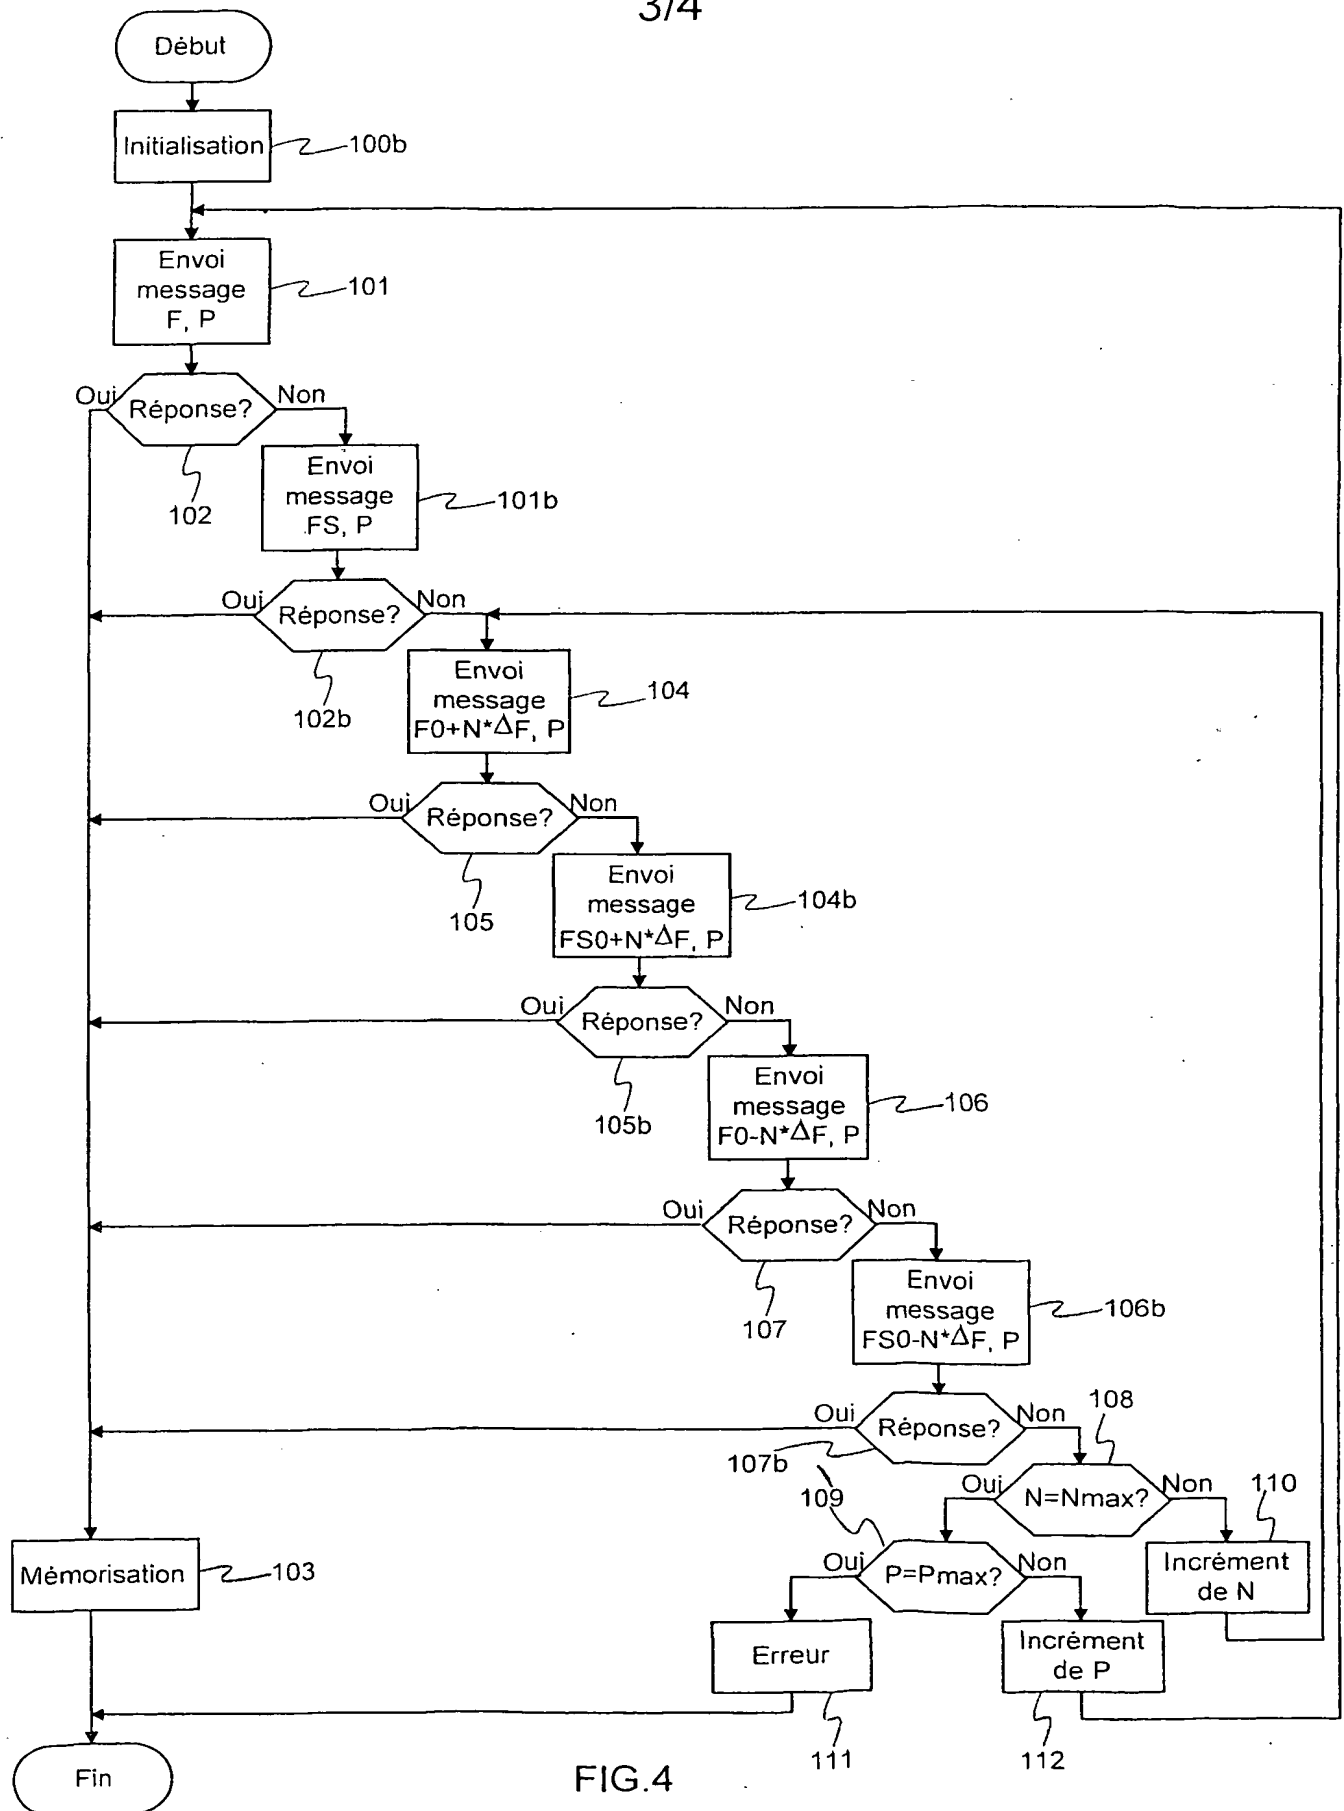 3/4
Début
Initialisation
100b
Envoi
message
F, P
101
Oui
Réponse?
Non
102
Envoi
message
FS, P
101b
Oui
Réponse?
Non
102b
Envoi
message
F0+N*ΔF, P
104
Oui
Réponse?
Non
105
Envoi
message
FS0+N*ΔF, P
104b
Oui
Réponse?
Non
105b
Envoi
message
F0-N*ΔF, P
106
Oui
Réponse?
Non
107
Envoi
message
FS0-N*ΔF, P
106b
Oui
Réponse?
Non
107b
108
Oui
N=Nmax?
Non
110
109
Oui
P=Pmax?
Non
Incrément
de N
Mémorisation
103
Erreur
111
Incrément
de P
112
Fin
FIG.4